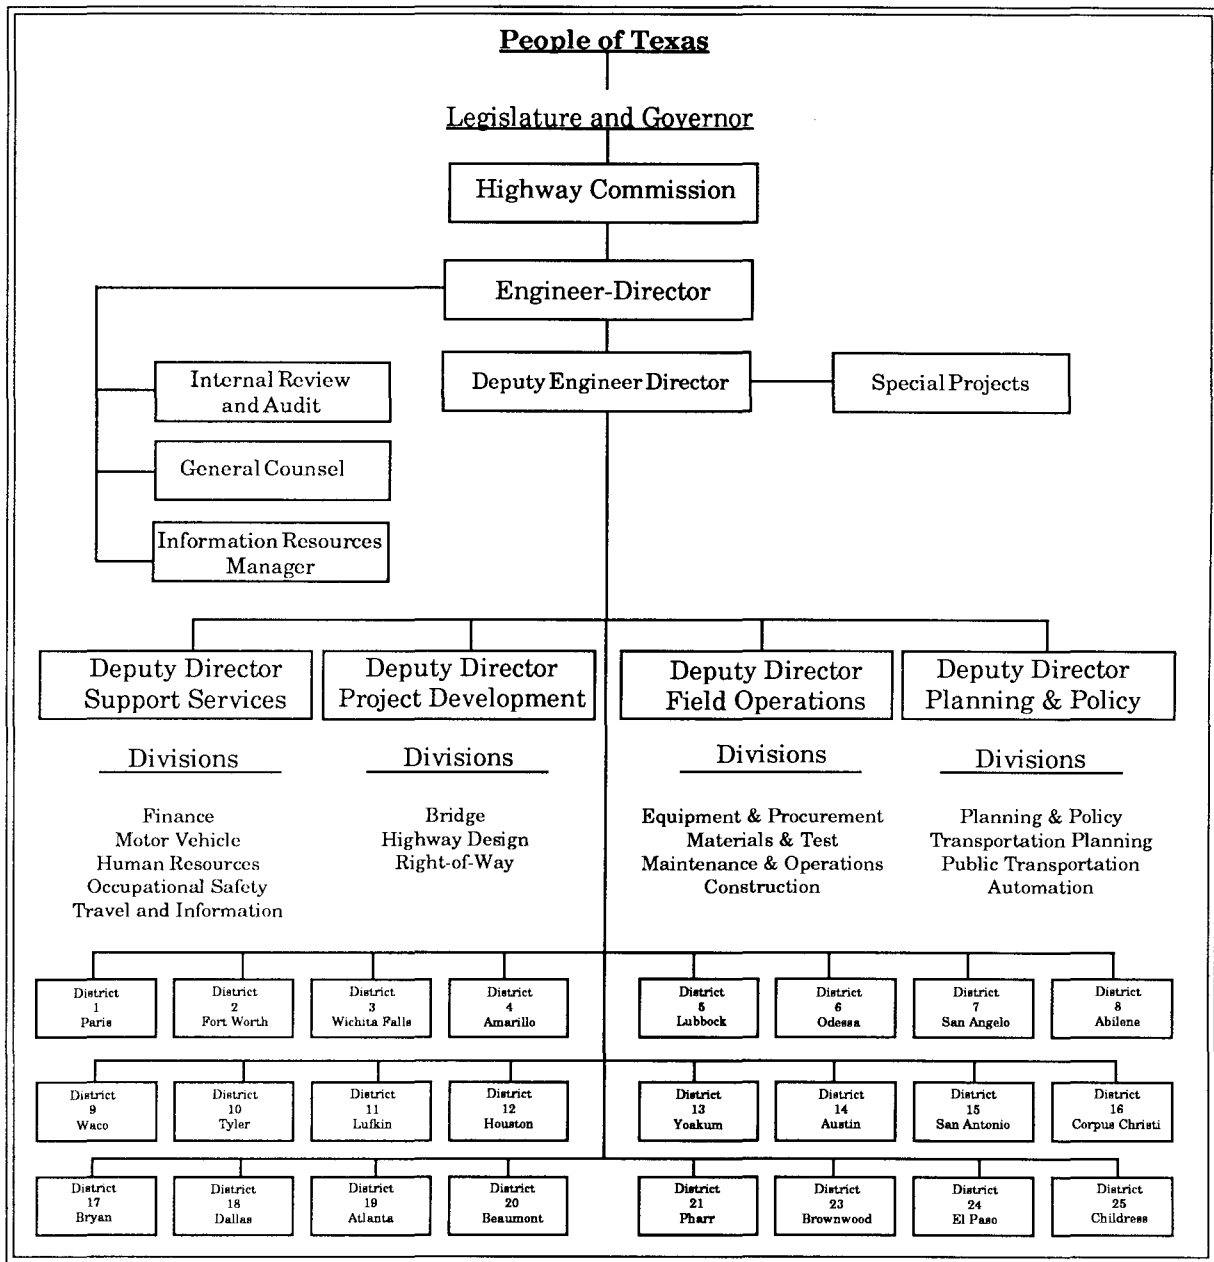 People of Texas
Legislature and Governor
Highway Commission
Engineer-Director
Deputy Engineer Director
Special Projects
Internal Review
and Audit
General Counsel
Information Resources
Manager
Deputy Director
Support Services
Deputy Director
Project Development
Deputy Director
Field Operations
Deputy Director
Planning & Policy
Divisions
Finance
Motor Vehicle
Human Resources
Occupational Safety
Travel and Information
Divisions
Bridge
Highway Design
Right-of-Way
Divisions
Equipment & Procurement
Materials & Test
Maintenance & Operations
Construction
Divisions
Planning & Policy
Transportation Planning
Public Transportation
Automation
District
1
Paris
District
2
Fort Worth
District
3
Wichita Falls
District
4
Amarillo
District
5
Lubbock
District
6
Odessa
District
7
San Angelo
District
8
Abilene
District
9
Waco
District
10
Tyler
District
11
Lufkin
District
12
Houston
District
13
Yoakum
District
14
Austin
District
15
San Antonio
District
16
Corpus Christi
District
17
Bryan
District
18
Dallas
District
19
Atlanta
District
20
Beaumont
District
21
Pharr
District
23
Brownwood
District
24
El Paso
District
25
Childress